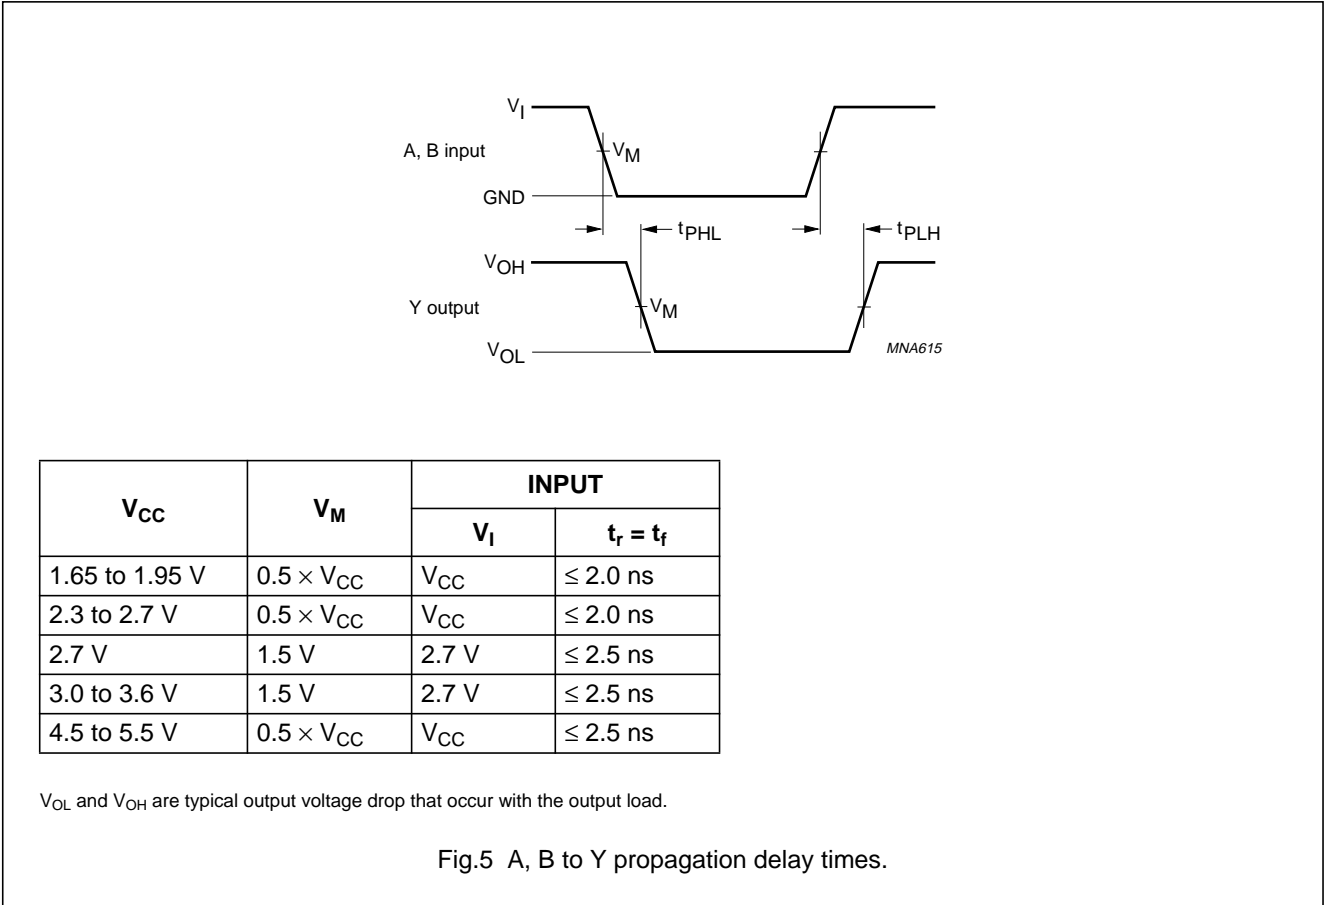 V_I
A, B input
V_M
GND
t_PHL
t_PLH
V_OH
Y output
V_M
V_OL
MNA615
V_CC V_M INPUT
V_I t_r = t_f
1.65 to 1.95 V 0.5 × V_CC V_CC ≤ 2.0 ns
2.3 to 2.7 V 0.5 × V_CC V_CC ≤ 2.0 ns
2.7 V 1.5 V 2.7 V ≤ 2.5 ns
3.0 to 3.6 V 1.5 V 2.7 V ≤ 2.5 ns
4.5 to 5.5 V 0.5 × V_CC V_CC ≤ 2.5 ns
V_OL and V_OH are typical output voltage drop that occur with the output load.
Fig.5 A, B to Y propagation delay times.